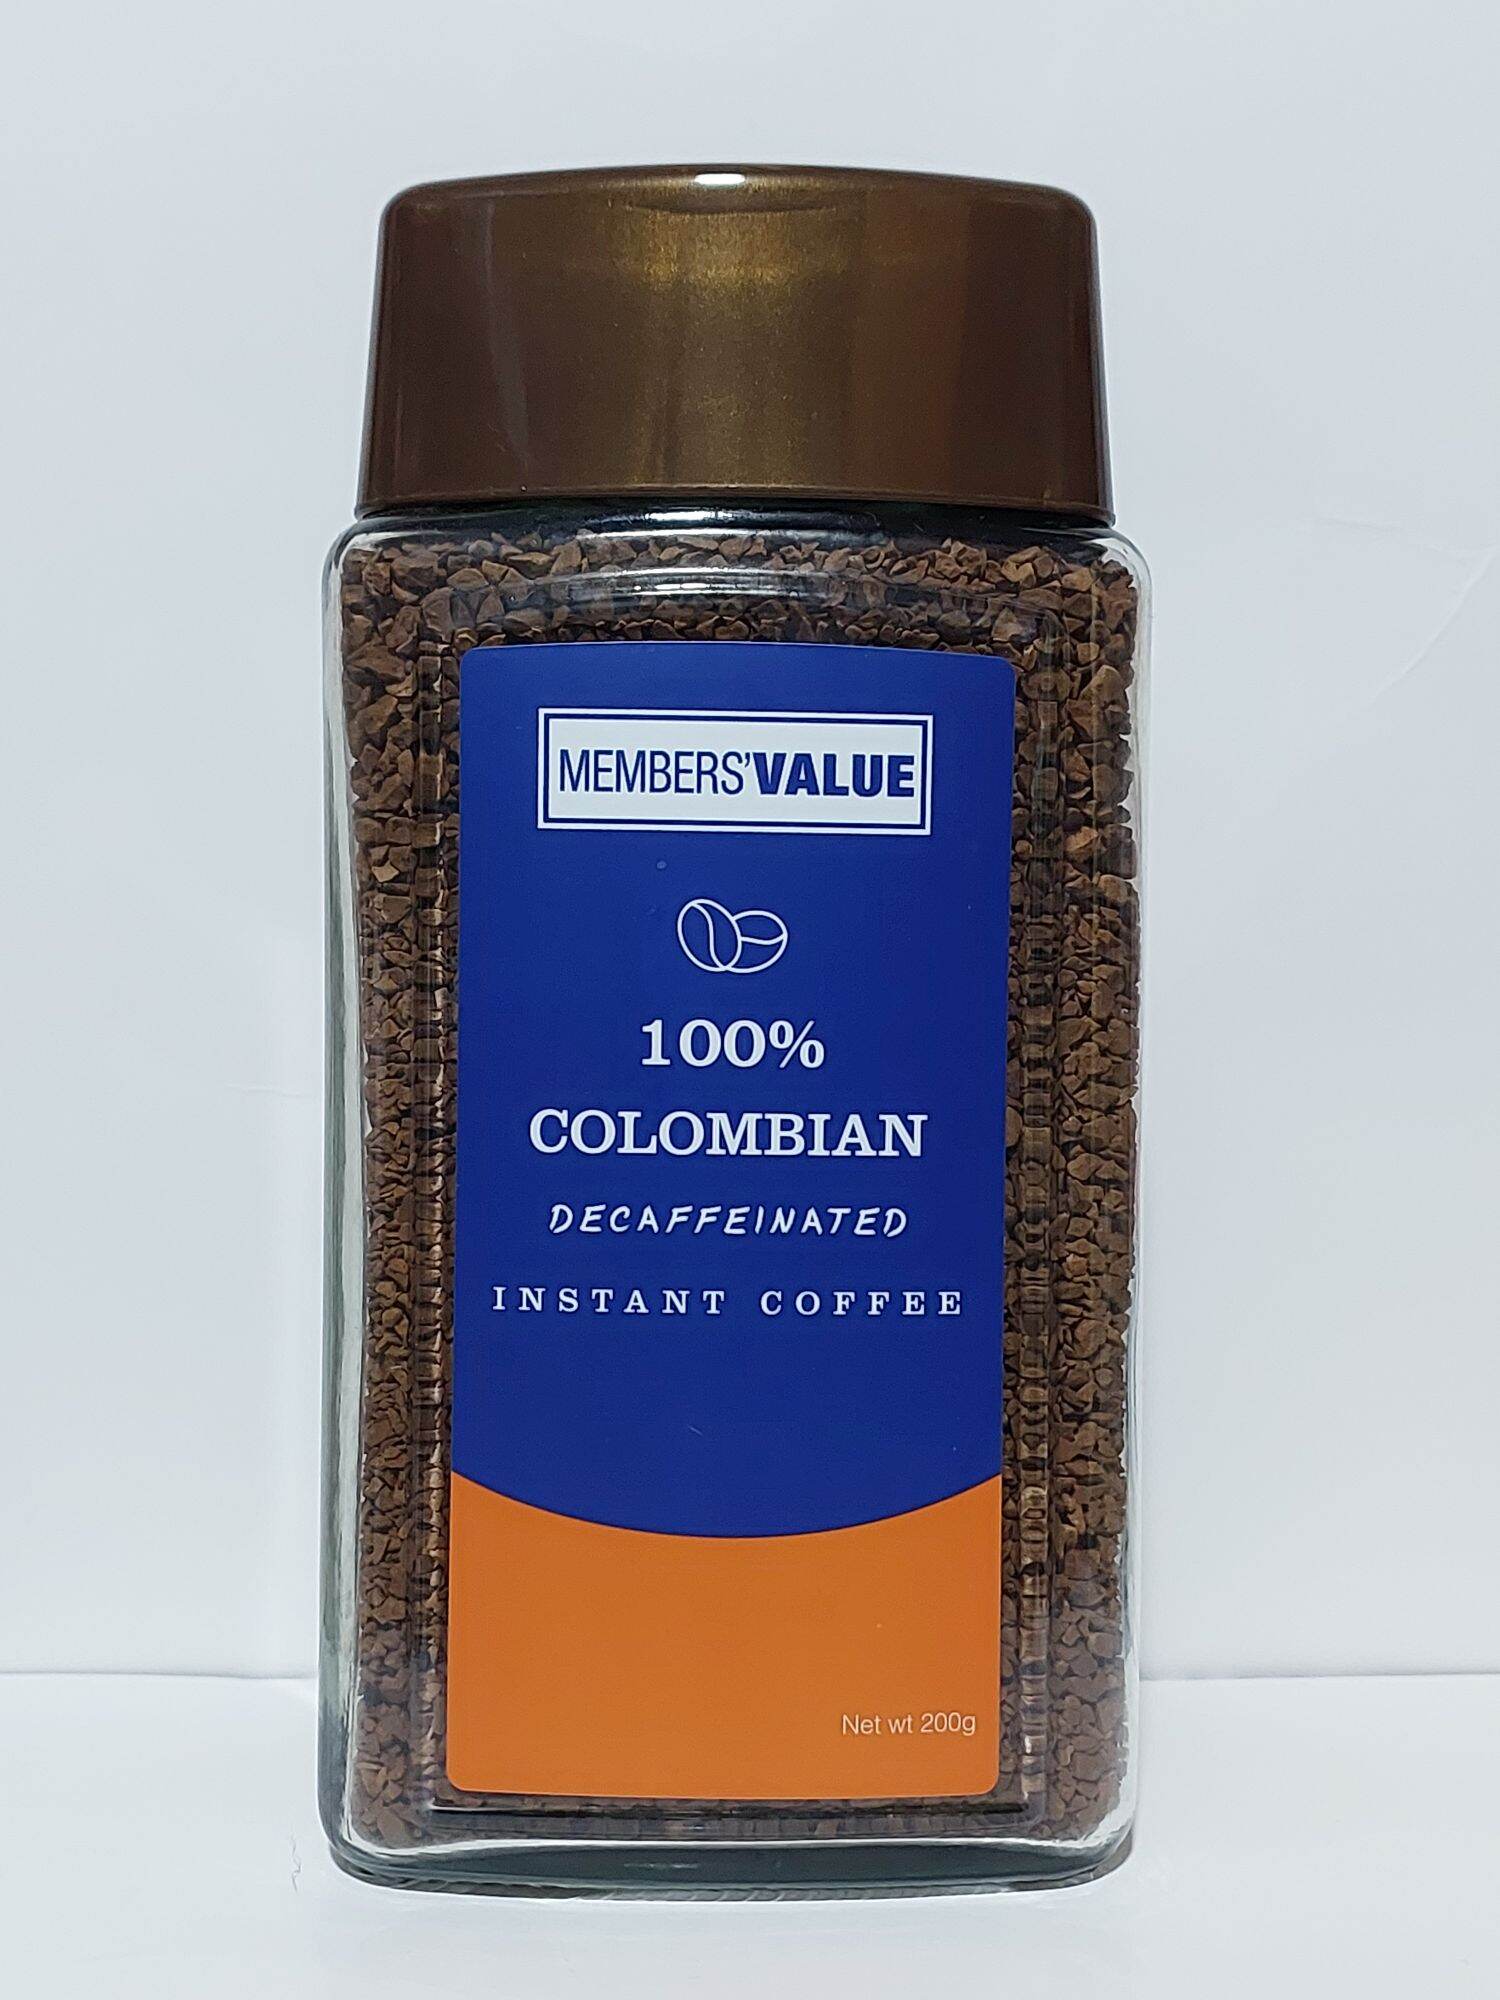 MEMBERS'VALUE
100%
COLOMBIAN
DECAFFEINATED
INSTANT COFFEE
Net wt 200g